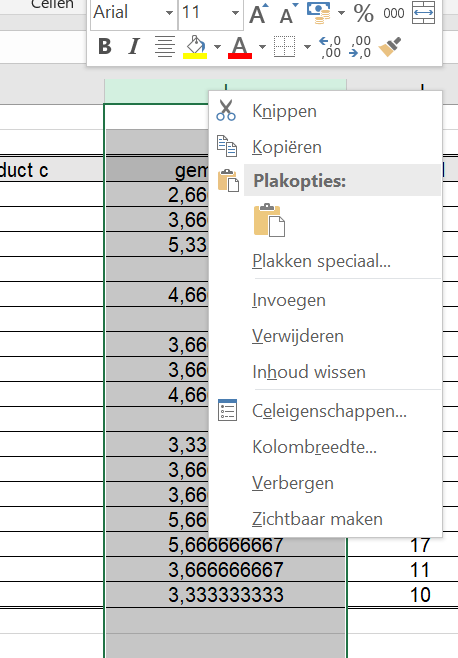 Cellen
Arial 11 A A % 000
B I A ←,0 ,00 ,00 →,0
Knippen
Kopiëren
duct c gem
Plakopties:
2,66
3,66
5,33
Plakken speciaal...
4,66
Invoegen
3,66
Verwijderen
3,66
Inhoud wissen
4,66
Celeigenschappen...
3,33
Kolombreedte...
3,66
3,66
Verbergen
5,66
Zichtbaar maken
5,666666667 17
3,666666667 11
3,333333333 10